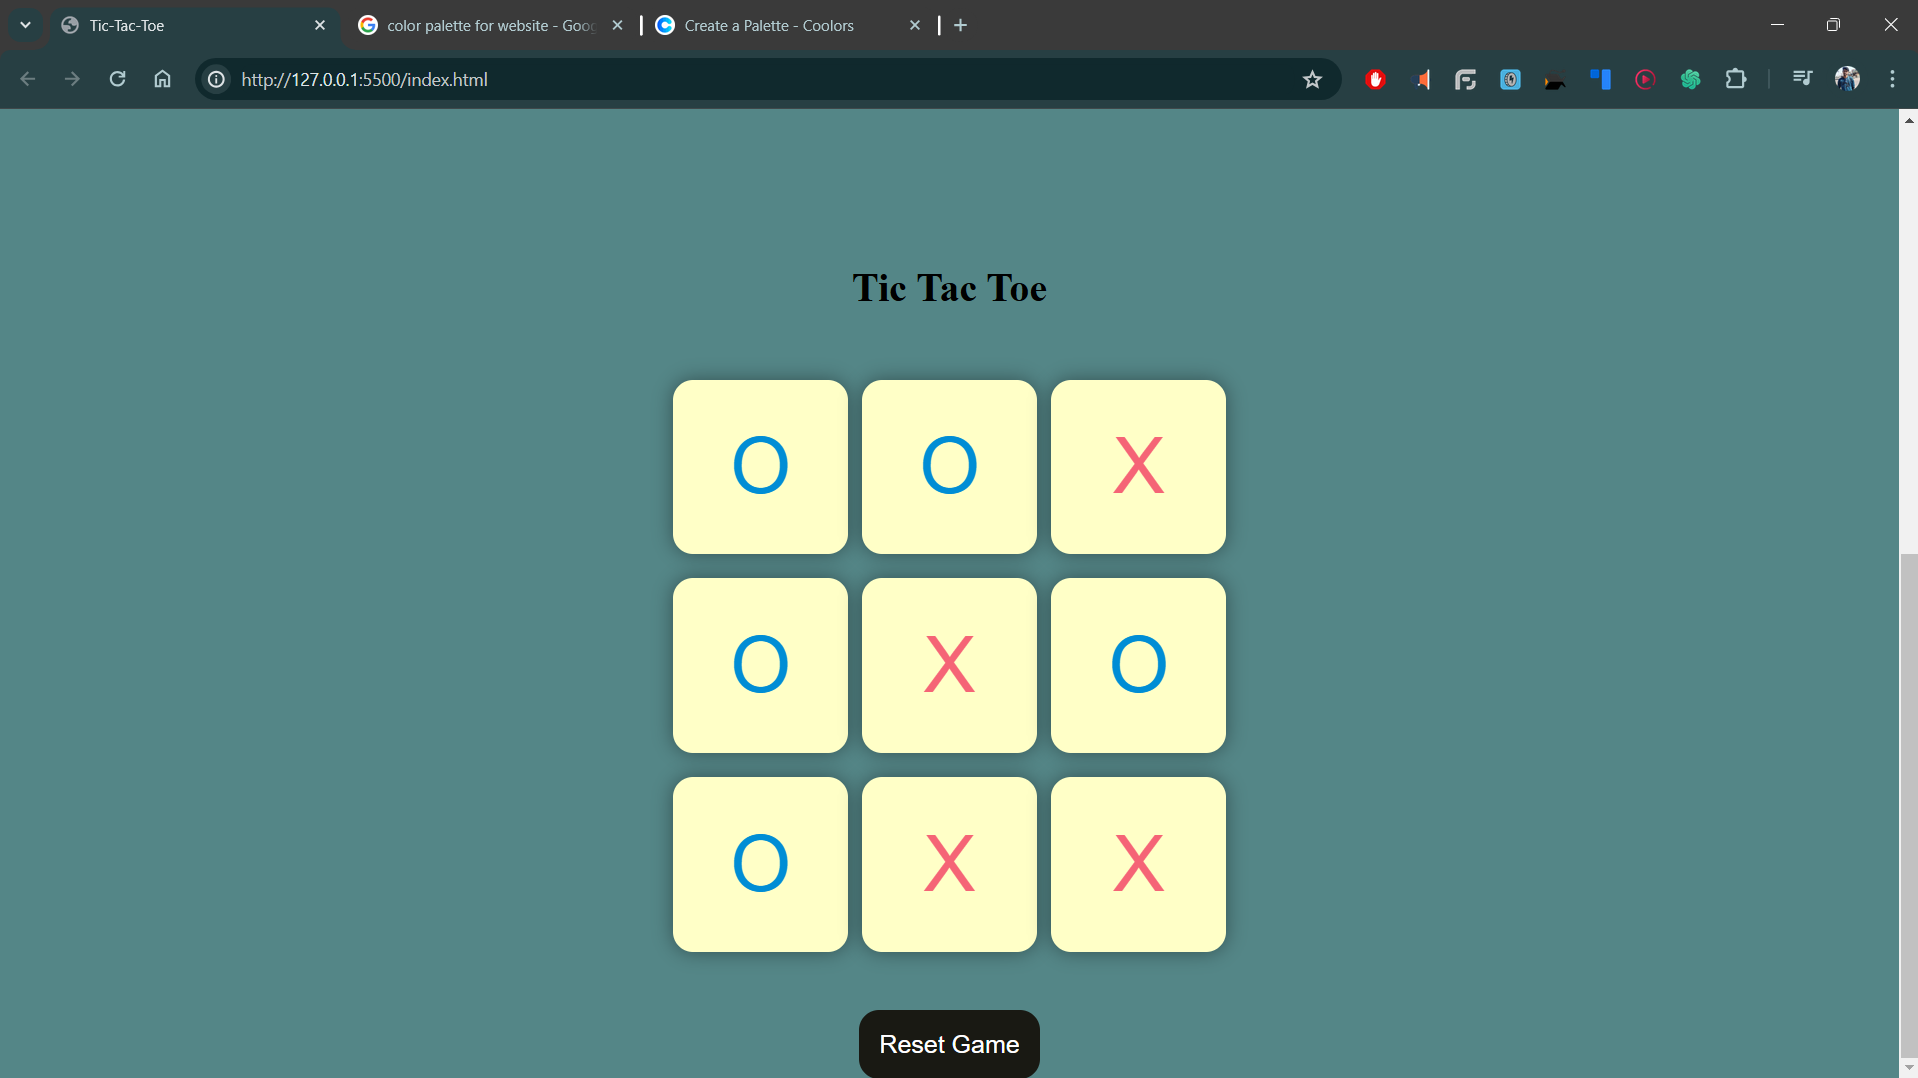 Tic-Tac-Toe
color palette for website - Goo
Create a Palette - Coolors
http://127.0.0.1:5500/index.html
Tic Tac Toe
O O X
O X O
O X X
Reset Game